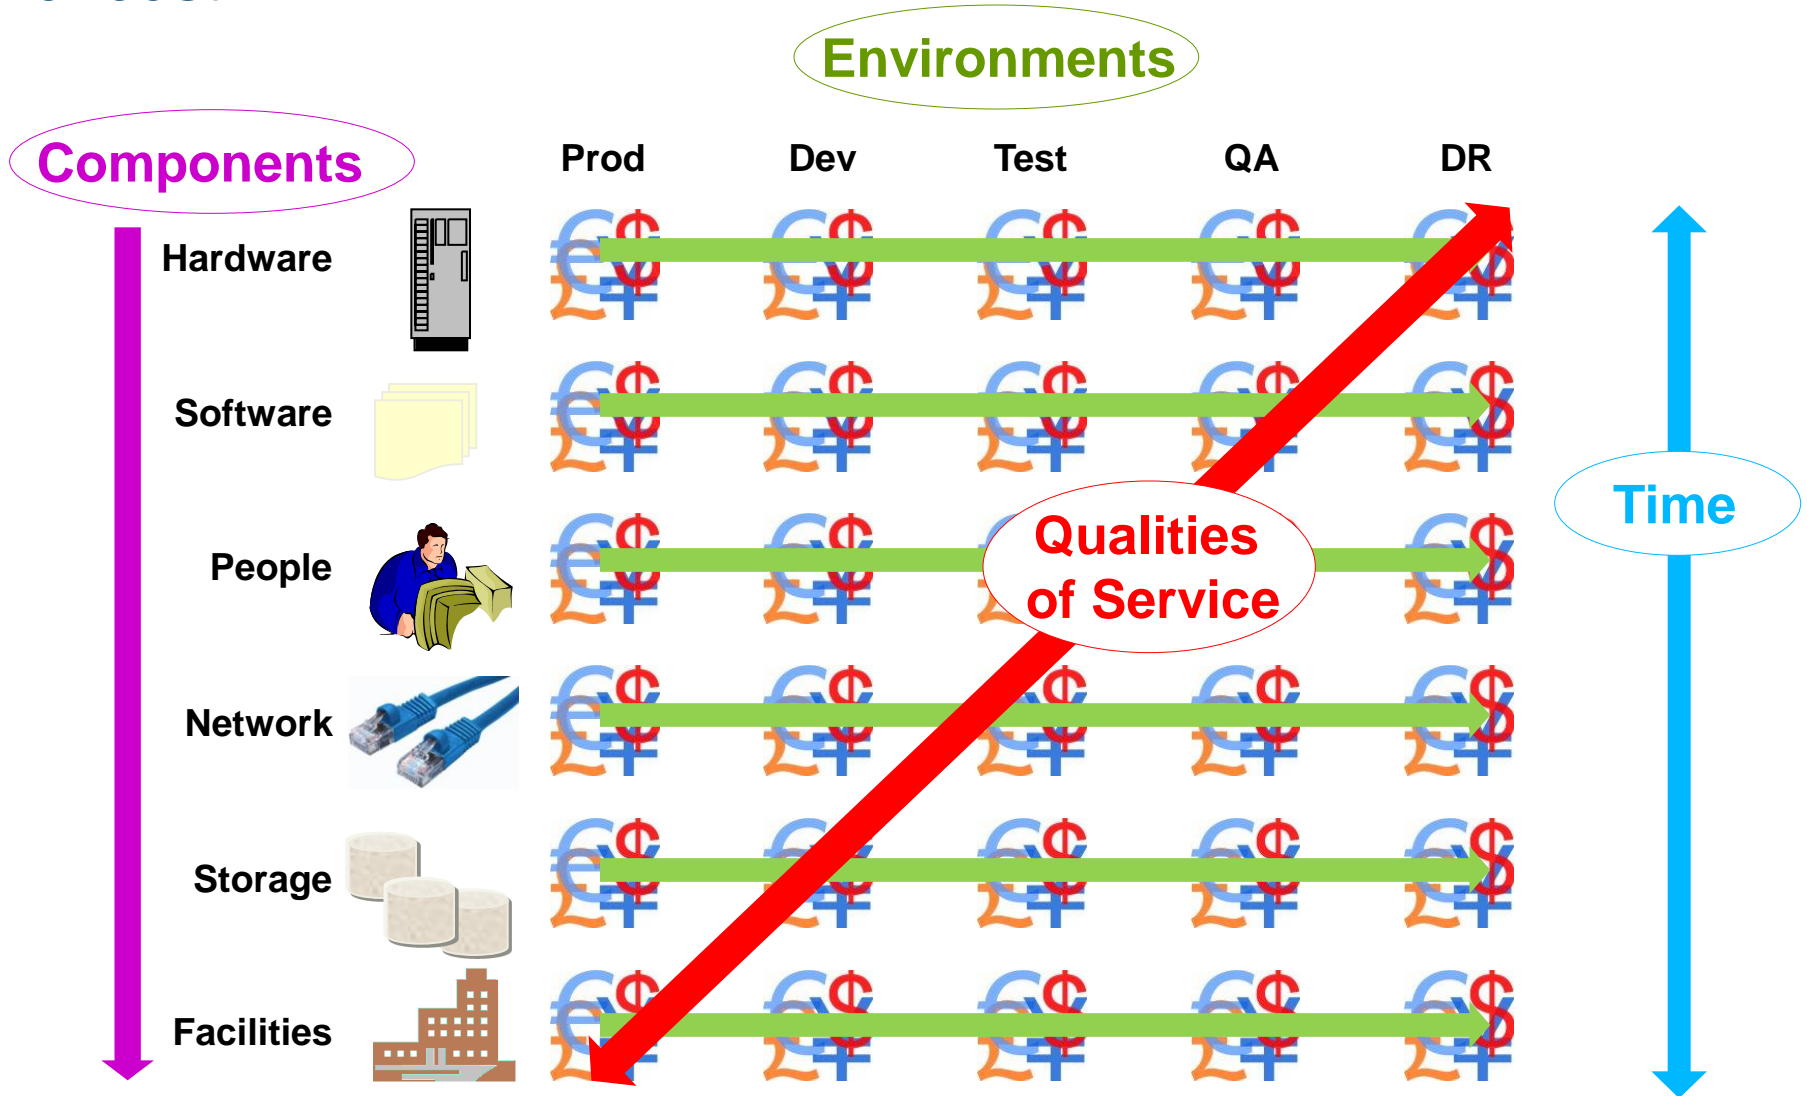 Environments
Components
Prod Dev Test QA DR
Hardware
Software
Time
Qualities
of Service
People
Network
Storage
Facilities